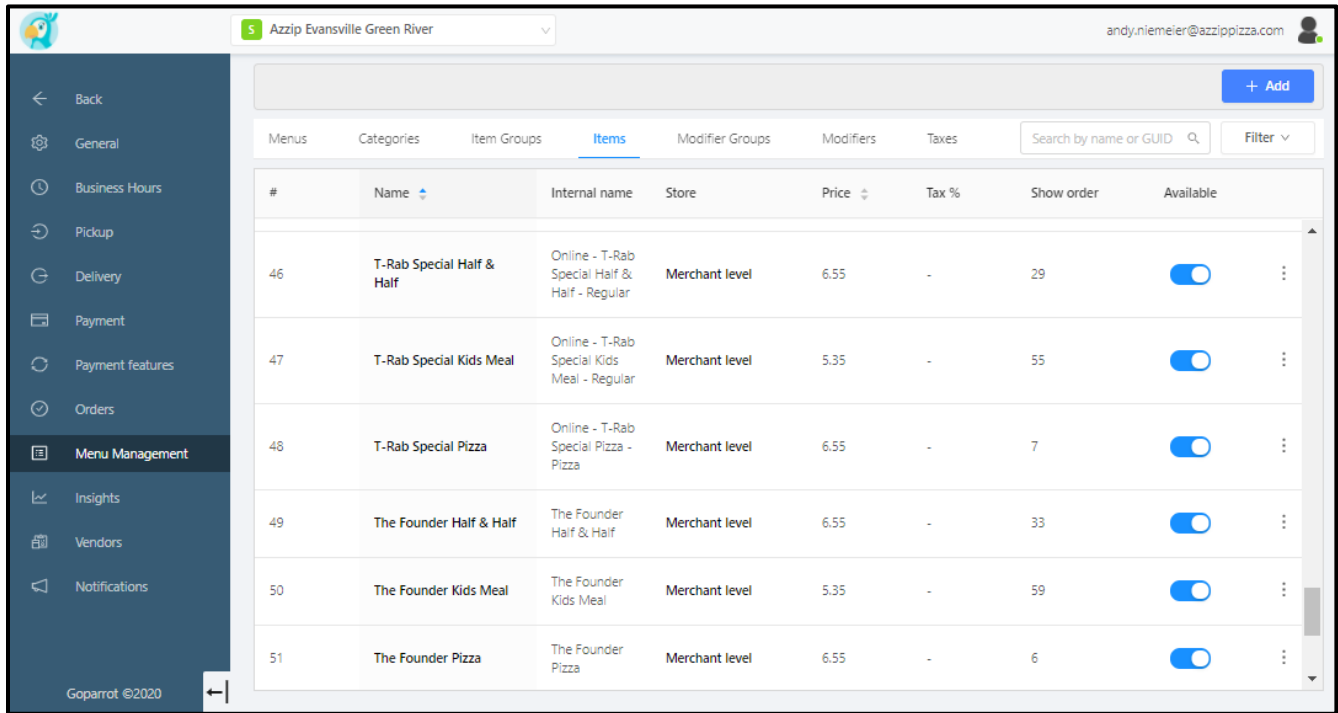 S Azzip Evansville Green River
andy.niemeier@azzippizza.com
+ Add
Back
General
Business Hours
Pickup
Delivery
Payment
Payment features
Orders
Menu Management
Insights
Vendors
Notifications
Goparrot ©2020
Menus Categories Item Groups Items Modifier Groups Modifiers Taxes Search by name or GUID Filter
# Name Internal name Store Price Tax % Show order Available
46 T-Rab Special Half & Half Online - T-Rab Special Half & Half - Regular Merchant level 6.55 - 29
47 T-Rab Special Kids Meal Online - T-Rab Special Kids Meal - Regular Merchant level 5.35 - 55
48 T-Rab Special Pizza Online - T-Rab Special Pizza - Pizza Merchant level 6.55 - 7
49 The Founder Half & Half The Founder Half & Half Merchant level 6.55 - 33
50 The Founder Kids Meal The Founder Kids Meal Merchant level 5.35 - 59
51 The Founder Pizza The Founder Pizza Merchant level 6.55 - 6